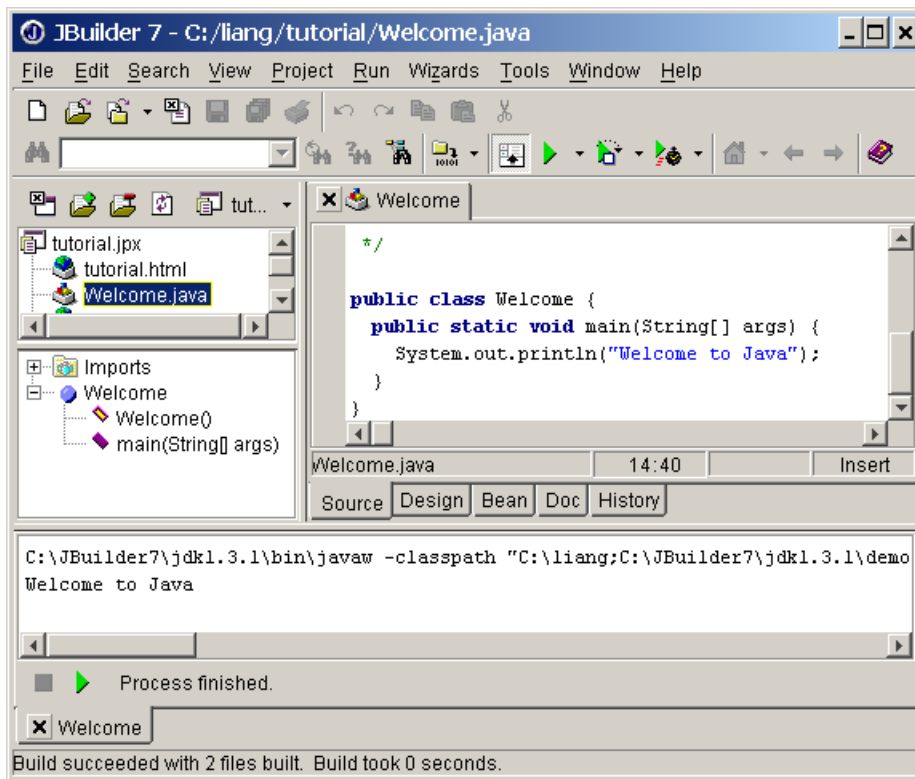 JBuilder 7 - C:/liang/tutorial/Welcome.java
File Edit Search View Project Run Wizards Tools Window Help
tut...
Welcome
tutorial.jpx
tutorial.html
Welcome.java
*/
public class Welcome {
public static void main(String[] args) {
System.out.println("Welcome to Java");
}
}
Imports
Welcome
Welcome()
main(String[] args)
Welcome.java 14:40 Insert
Source Design Bean Doc History
C:\JBuilder7\jdk1.3.1\bin\javaw -classpath "C:\liang;C:\JBuilder7\jdk1.3.1\demo
Welcome to Java
Process finished.
Welcome
Build succeeded with 2 files built. Build took 0 seconds.